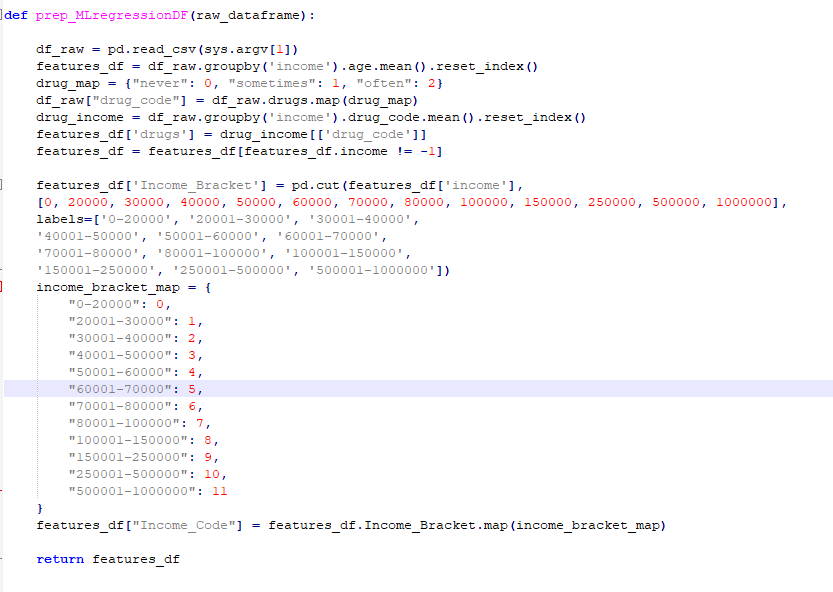 def prep_MLregressionDF(raw_dataframe):
df_raw = pd.read_csv(sys.argv[1])
features_df = df_raw.groupby('income').age.mean().reset_index()
drug_map = {"never": 0, "sometimes": 1, "often": 2}
df_raw["drug_code"] = df_raw.drugs.map(drug_map)
drug_income = df_raw.groupby('income').drug_code.mean().reset_index()
features_df['drugs'] = drug_income[['drug_code']]
features_df = features_df[features_df.income != -1]
features_df['Income_Bracket'] = pd.cut(features_df['income'],
[0, 20000, 30000, 40000, 50000, 60000, 70000, 80000, 100000, 150000, 250000, 500000, 1000000],
labels=['0-20000', '20001-30000', '30001-40000',
'40001-50000', '50001-60000', '60001-70000',
'70001-80000', '80001-100000', '100001-150000',
'150001-250000', '250001-500000', '500001-1000000'])
income_bracket_map = {
"0-20000": 0,
"20001-30000": 1,
"30001-40000": 2,
"40001-50000": 3,
"50001-60000": 4,
"60001-70000": 5,
"70001-80000": 6,
"80001-100000": 7,
"100001-150000": 8,
"150001-250000": 9,
"250001-500000": 10,
"500001-1000000": 11
}
features_df["Income_Code"] = features_df.Income_Bracket.map(income_bracket_map)
return features_df